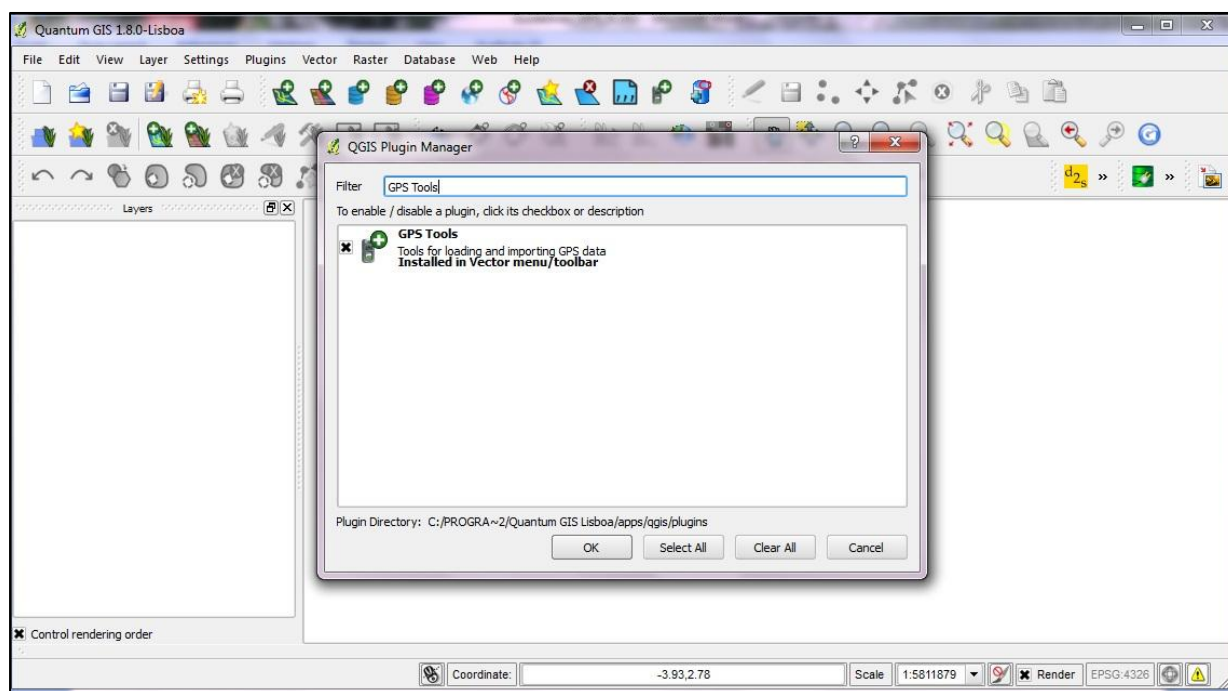 Quantum GIS 1.8.0-Lisboa
File Edit View Layer Settings Plugins Vector Raster Database Web Help
QGIS Plugin Manager
Filter GPS Tools
To enable / disable a plugin, click its checkbox or description
GPS Tools
Tools for loading and importing GPS data
Installed in Vector menu/toolbar
Plugin Directory: C:/PROGRA~2/Quantum GIS Lisboa/apps/qgis/plugins
OK Select All Clear All Cancel
Layers
d2s » »
Control rendering order
Coordinate: -3.93,2.78 Scale 1:5811879 Render EPSG:4326